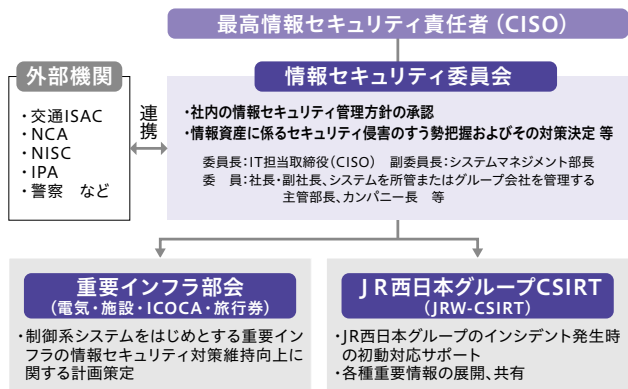 最高情報セキュリティ責任者（CISO）
外部機関
・交通ISAC
・NCA
・NISC
・IPA
・警察　など
連携
情報セキュリティ委員会
・社内の情報セキュリティ管理方針の承認
・情報資産に係るセキュリティ侵害のすう勢把握およびその対策決定 等
委員長：IT担当取締役（CISO）　副委員長：システムマネジメント部長
委　員：社長・副社長、システムを所管またはグループ会社を管理する
主管部長、カンパニー長　等
重要インフラ部会
（電気・施設・ICOCA・旅行券）
・制御系システムをはじめとする重要イン
フラの情報セキュリティ対策維持向上に
関する計画策定
ＪＲ西日本グループCSIRT
（JRW-CSIRT）
・JR西日本グループのインシデント発生時
の初動対応サポート
・各種重要情報の展開、共有